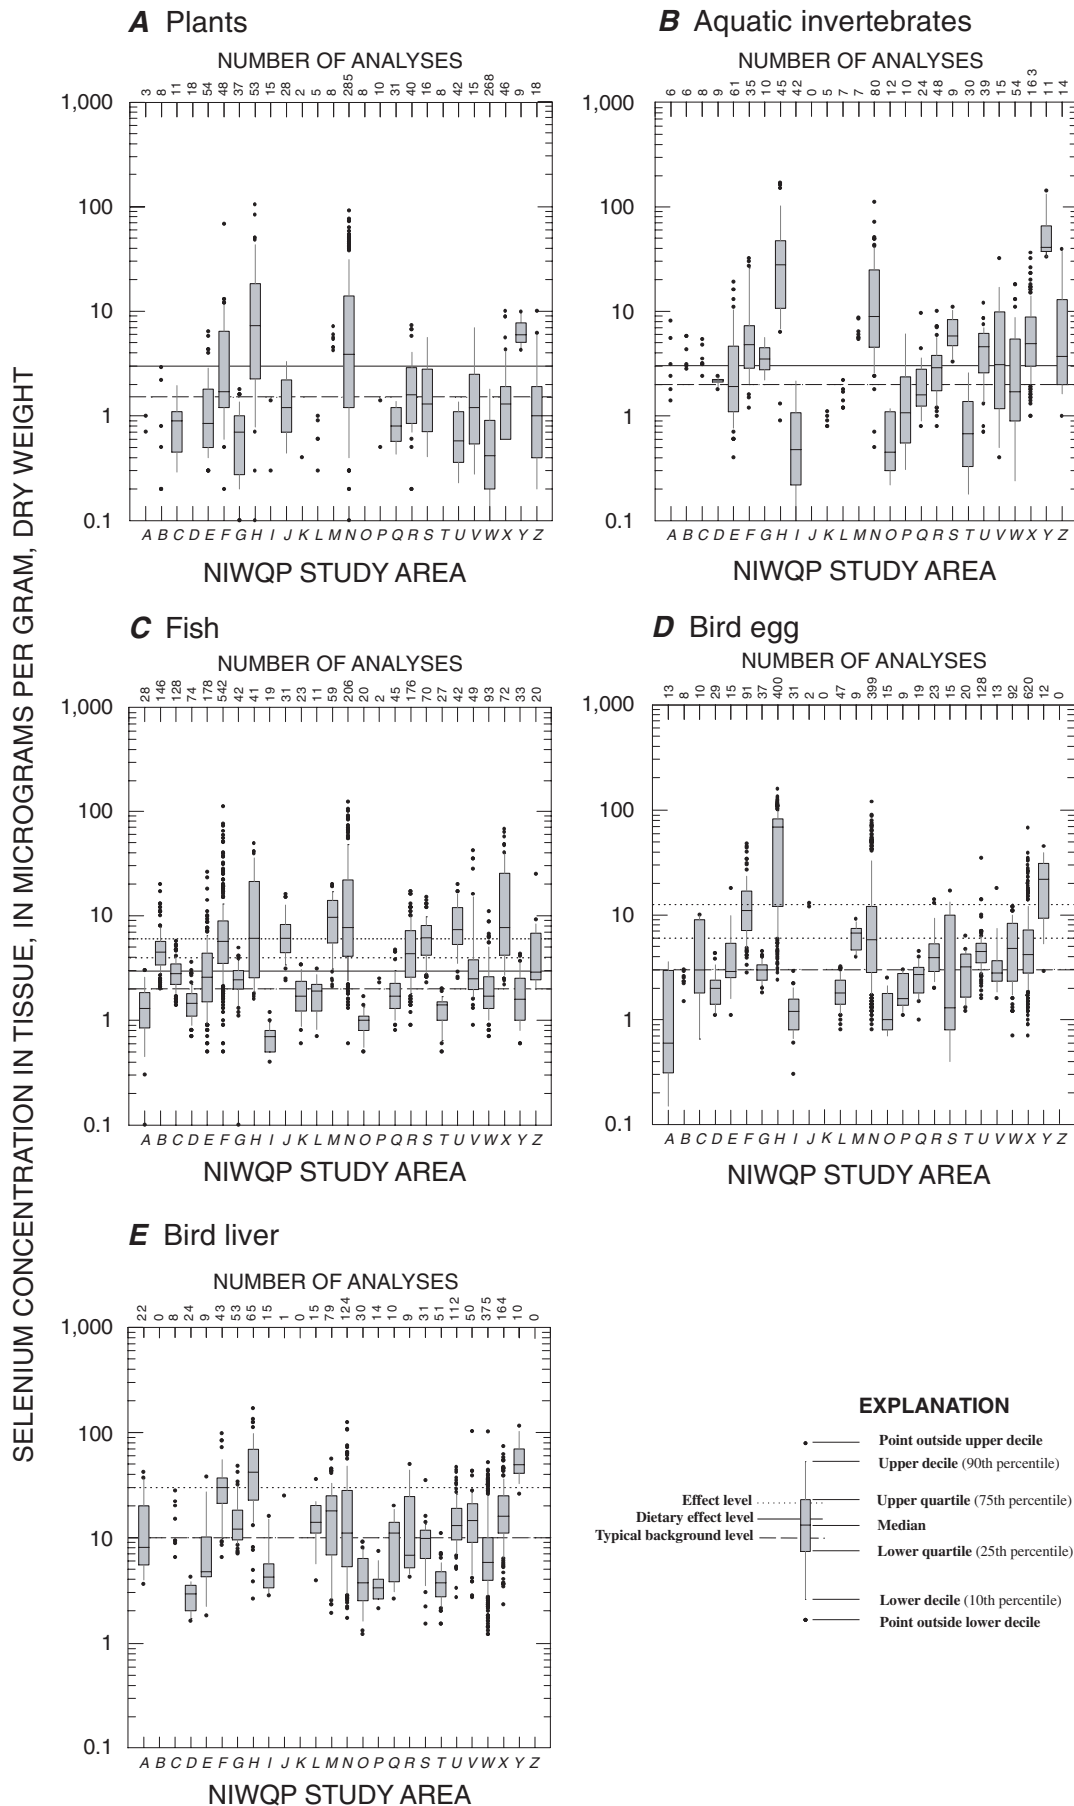 A Plants
NUMBER OF ANALYSES
3 8 11 18 54 48 37 53 15 28 2 5 8 285 8 10 31 40 16 8 42 15 268 46 9 18
1,000
100
10
1
0.1
A B C D E F G H I J K L M N O P Q R S T U V W X Y Z
NIWQP STUDY AREA
B Aquatic invertebrates
NUMBER OF ANALYSES
6 6 8 9 61 35 10 45 42 0 5 7 7 80 12 10 24 48 9 30 39 15 54 163 11 14
1,000
100
10
1
0.1
A B C D E F G H I J K L M N O P Q R S T U V W X Y Z
NIWQP STUDY AREA
SELENIUM CONCENTRATION IN TISSUE, IN MICROGRAMS PER GRAM, DRY WEIGHT
C Fish
NUMBER OF ANALYSES
28 146 128 74 178 542 42 41 19 31 23 11 59 206 20 2 45 176 70 27 42 49 93 72 33 20
1,000
100
10
1
0.1
A B C D E F G H I J K L M N O P Q R S T U V W X Y Z
NIWQP STUDY AREA
D Bird egg
NUMBER OF ANALYSES
13 8 10 29 15 91 37 400 31 2 0 47 9 399 15 9 19 23 15 20 128 13 92 620 12 0
1,000
100
10
1
0.1
A B C D E F G H I J K L M N O P Q R S T U V W X Y Z
NIWQP STUDY AREA
E Bird liver
NUMBER OF ANALYSES
22 0 8 24 9 43 53 65 15 1 0 15 79 124 30 14 10 9 31 51 112 50 375 164 10 0
1,000
100
10
1
0.1
A B C D E F G H I J K L M N O P Q R S T U V W X Y Z
NIWQP STUDY AREA
EXPLANATION
Point outside upper decile
Upper decile (90th percentile)
Effect level
Upper quartile (75th percentile)
Dietary effect level
Median
Typical background level
Lower quartile (25th percentile)
Lower decile (10th percentile)
Point outside lower decile